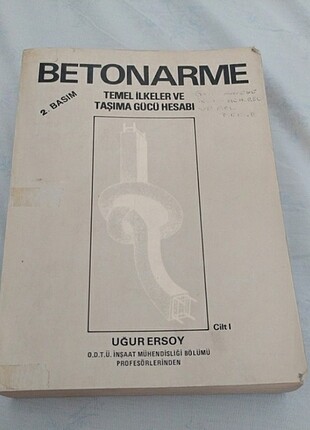 BETONARME
2. BASIM
TEMEL İLKELER VE
TAŞIMA GÜCÜ HESABI
Cilt I
UĞUR ERSOY
O.D.T.Ü. İNŞAAT MÜHENDİSLİĞİ BÖLÜMÜ
PROFESÖRLERİNDEN